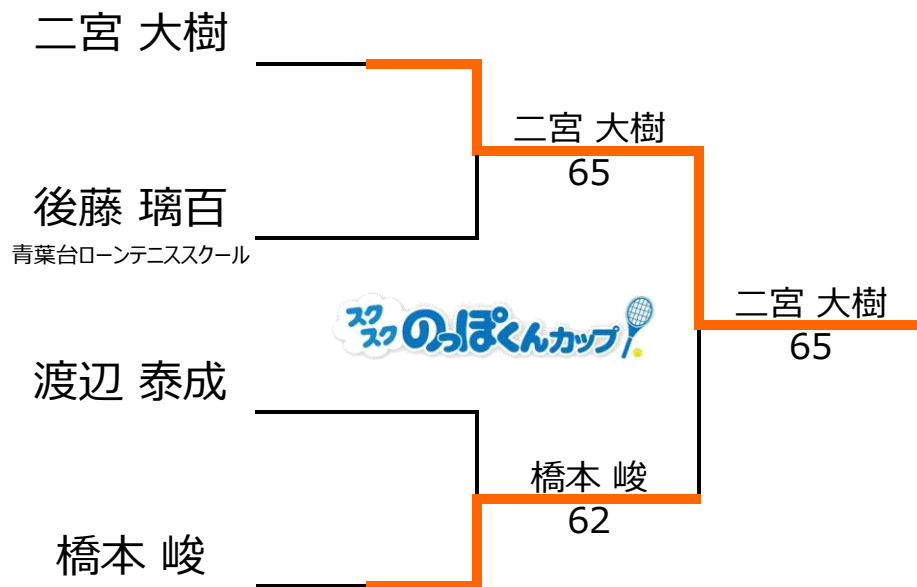 二宮 大樹
二宮 大樹
65
後藤 璃百
青葉台ローンテニススクール
スク
スク のっぽくんカップ
二宮 大樹
65
渡辺 泰成
橋本 峻
62
橋本 峻